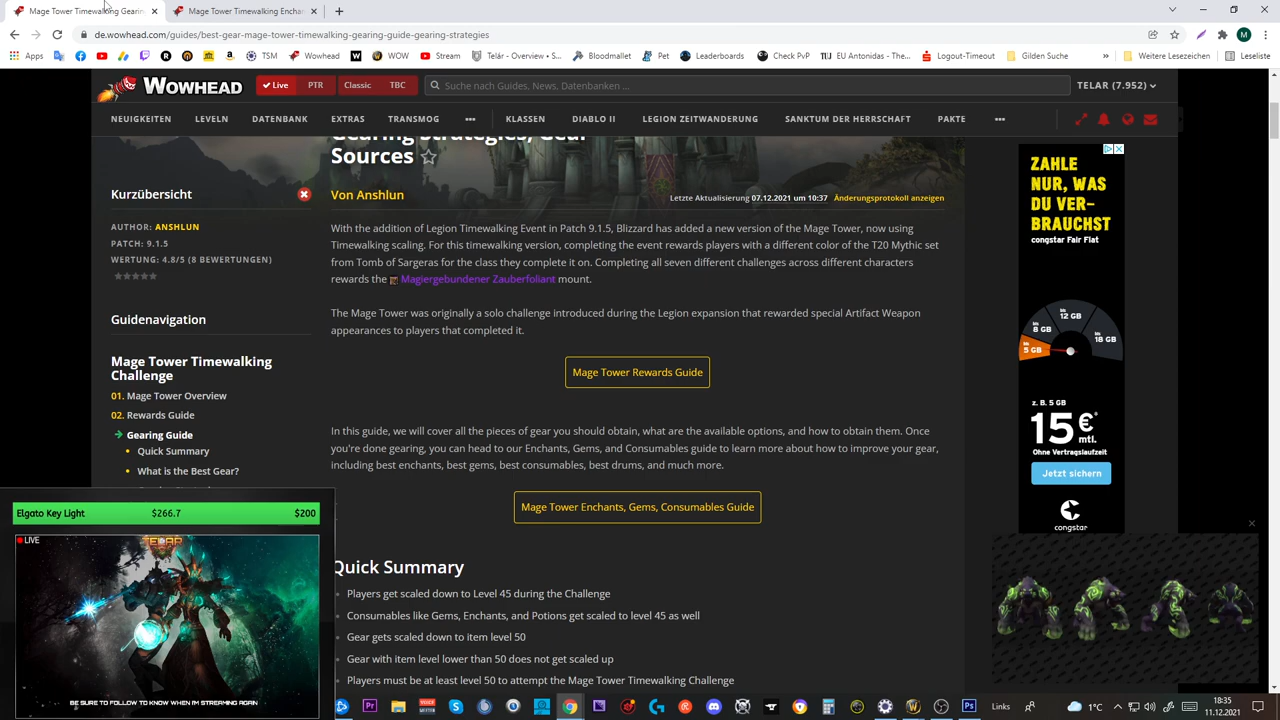 Mage Tower Timewalking Gearin
Mage Tower Timewalking Enchan
de.wowhead.com/guides/best-gear-mage-tower-timewalking-gearing-guide-gearing-strategies
Apps
TSM
Wowhead
WOW
Stream
Telár - Overview • S...
Bloodmallet
Pet
Leaderboards
Check PvP
EU Antonidas - T...
Logout-Timeout
Gilden Suche
»
Weitere Lesezeichen
Leseliste
WOWHEAD
Live
PTR
Classic
TBC
Suche nach Guides, News, Datenbanken ...
TELAR (7.952)
NEUIGKEITEN
LEVELN
DATENBANK
EXTRAS
TRANSMOG
•••
KLASSEN
DIABLO II
LEGION ZEITWANDERUNG
SANKTUM DER HERRSCHAFT
PAKTE
•••
Gearing Strategies, Gear
Sources
Von Anshlun
Letzte Aktualisierung 07.12.2021 um 10:37 Änderungsprotokoll anzeigen
Kurzübersicht
AUTHOR: ANSHLUN
PATCH: 9.1.5
WERTUNG: 4.8/5 (8 BEWERTUNGEN)
Guidenavigation
Mage Tower Timewalking
Challenge
01. Mage Tower Overview
02. Rewards Guide
Gearing Guide
• Quick Summary
• What is the Best Gear?
With the addition of Legion Timewalking Event in Patch 9.1.5, Blizzard has added a new version of the Mage Tower, now using
Timewalking scaling. For this timewalking version, completing the event rewards players with a different color of the T20 Mythic set
from Tomb of Sargeras for the class they complete it on. Completing all seven different challenges across different characters
rewards the Magiergebundener Zauberfoliant mount.
The Mage Tower was originally a solo challenge introduced during the Legion expansion that rewarded special Artifact Weapon
appearances to players that completed it.
Mage Tower Rewards Guide
In this guide, we will cover all the pieces of gear you should obtain, what are the available options, and how to obtain them. Once
you're done gearing, you can head to our Enchants, Gems, and Consumables guide to learn more about how to improve your gear,
including best enchants, best gems, best consumables, best drums, and much more.
Mage Tower Enchants, Gems, Consumables Guide
Quick Summary
• Players get scaled down to Level 45 during the Challenge
• Consumables like Gems, Enchants, and Potions get scaled to level 45 as well
• Gear gets scaled down to item level 50
• Gear with item level lower than 50 does not get scaled up
• Players must be at least level 50 to attempt the Mage Tower Timewalking Challenge
ZAHLE
NUR, WAS
DU VER-
BRAUCHST
congstar Fair Flat
bis
5 GB
bis
8 GB
bis
12 GB
bis
18 GB
z. B. 5 GB
15 €*
mtl.
Ohne Vertragslaufzeit
Jetzt sichern
congstar
Elgato Key Light
$266.7
$200
LIVE
TELAR
BE SURE TO FOLLOW TO KNOW WHEN I'M STREAMING AGAIN
Links
1°C
18:35
11.12.2021